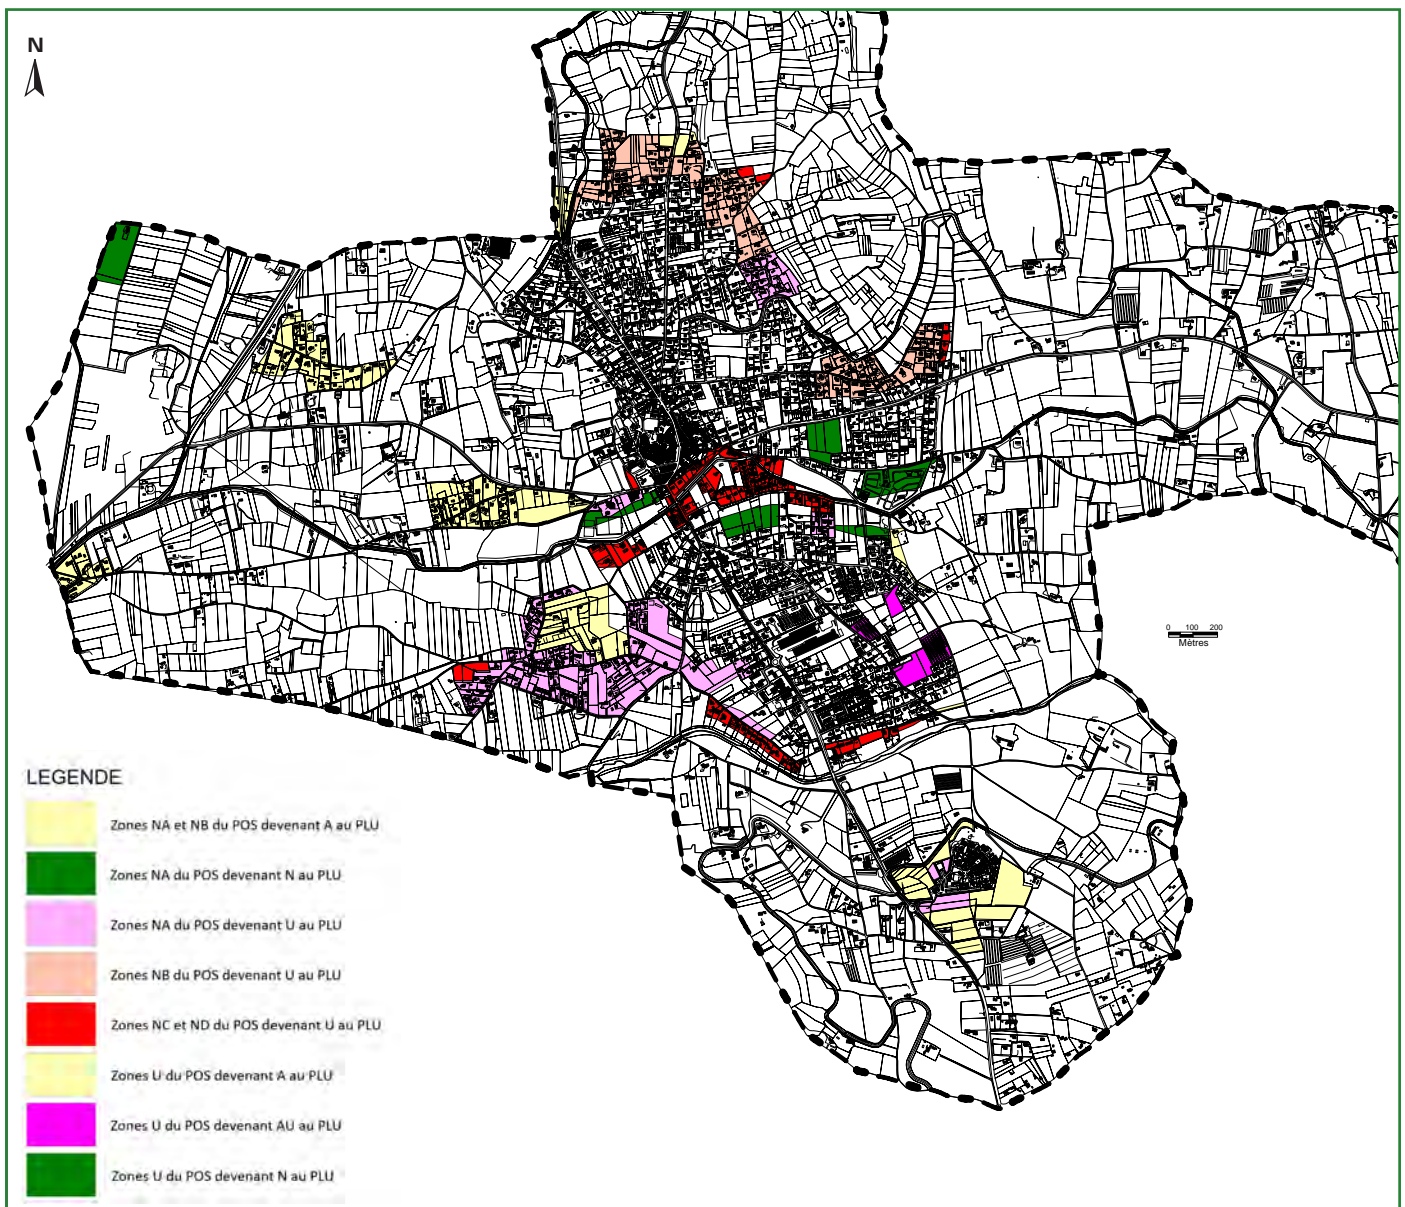 N
0 100 200
Mètres
LEGENDE
Zones NA et NB du POS devenant A au PLU
Zones NA du POS devenant N au PLU
Zones NA du POS devenant U au PLU
Zones NB du POS devenant U au PLU
Zones NC et ND du POS devenant U au PLU
Zones U du POS devenant A au PLU
Zones U du POS devenant AU au PLU
Zones U du POS devenant N au PLU